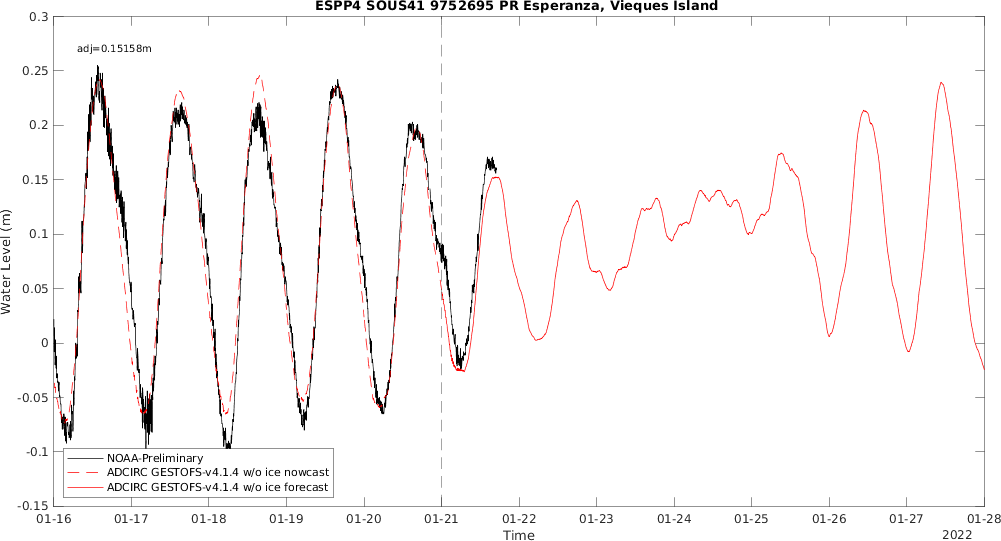 ESPP4 SOUS41 9752695 PR Esperanza, Vieques Island
adj=0.15158m
0.3
0.25
0.2
0.15
0.1
0.05
0
-0.05
-0.1
-0.15
Water Level (m)
NOAA-Preliminary
ADCIRC GESTOFS-v4.1.4 w/o ice nowcast
ADCIRC GESTOFS-v4.1.4 w/o ice forecast
01-16 01-17 01-18 01-19 01-20 01-21 01-22 01-23 01-24 01-25 01-26 01-27 01-28
Time
2022